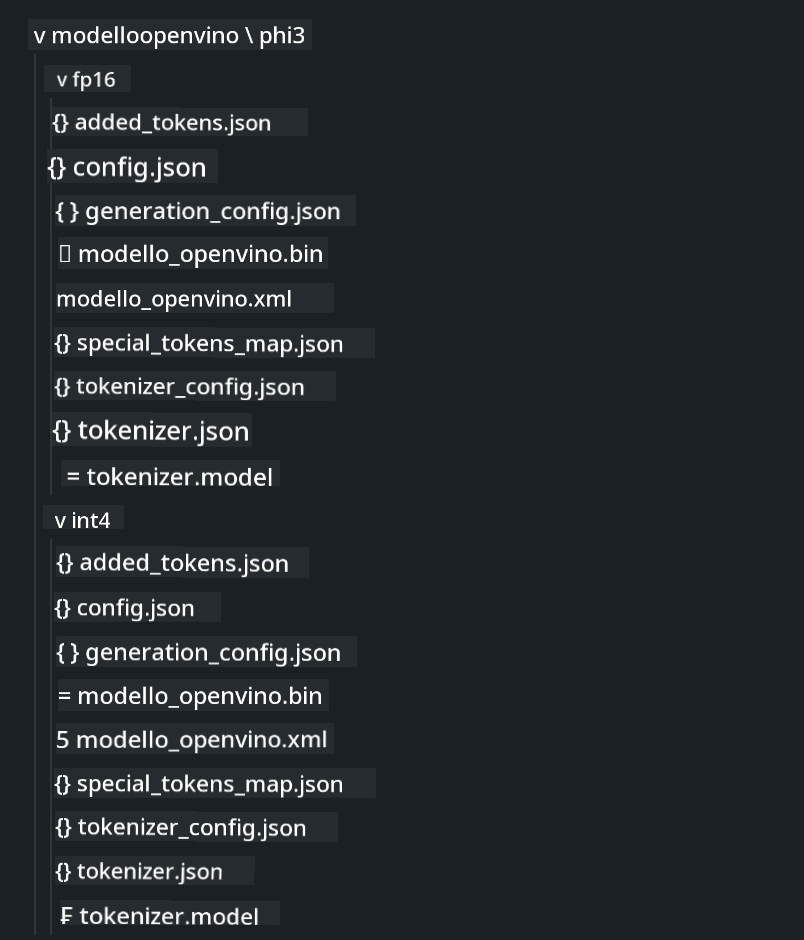 v modelloopenvino \ phi3
v fp16
{} added_tokens.json
{} config.json
{ } generation_config.json
▯ modello_openvino.bin
modello_openvino.xml
{} special_tokens_map.json
{} tokenizer_config.json
{} tokenizer.json
= tokenizer.model
v int4
{} added_tokens.json
{} config.json
{ } generation_config.json
= modello_openvino.bin
5 modello_openvino.xml
{} special_tokens_map.json
{} tokenizer_config.json
{} tokenizer.json
₣ tokenizer.model